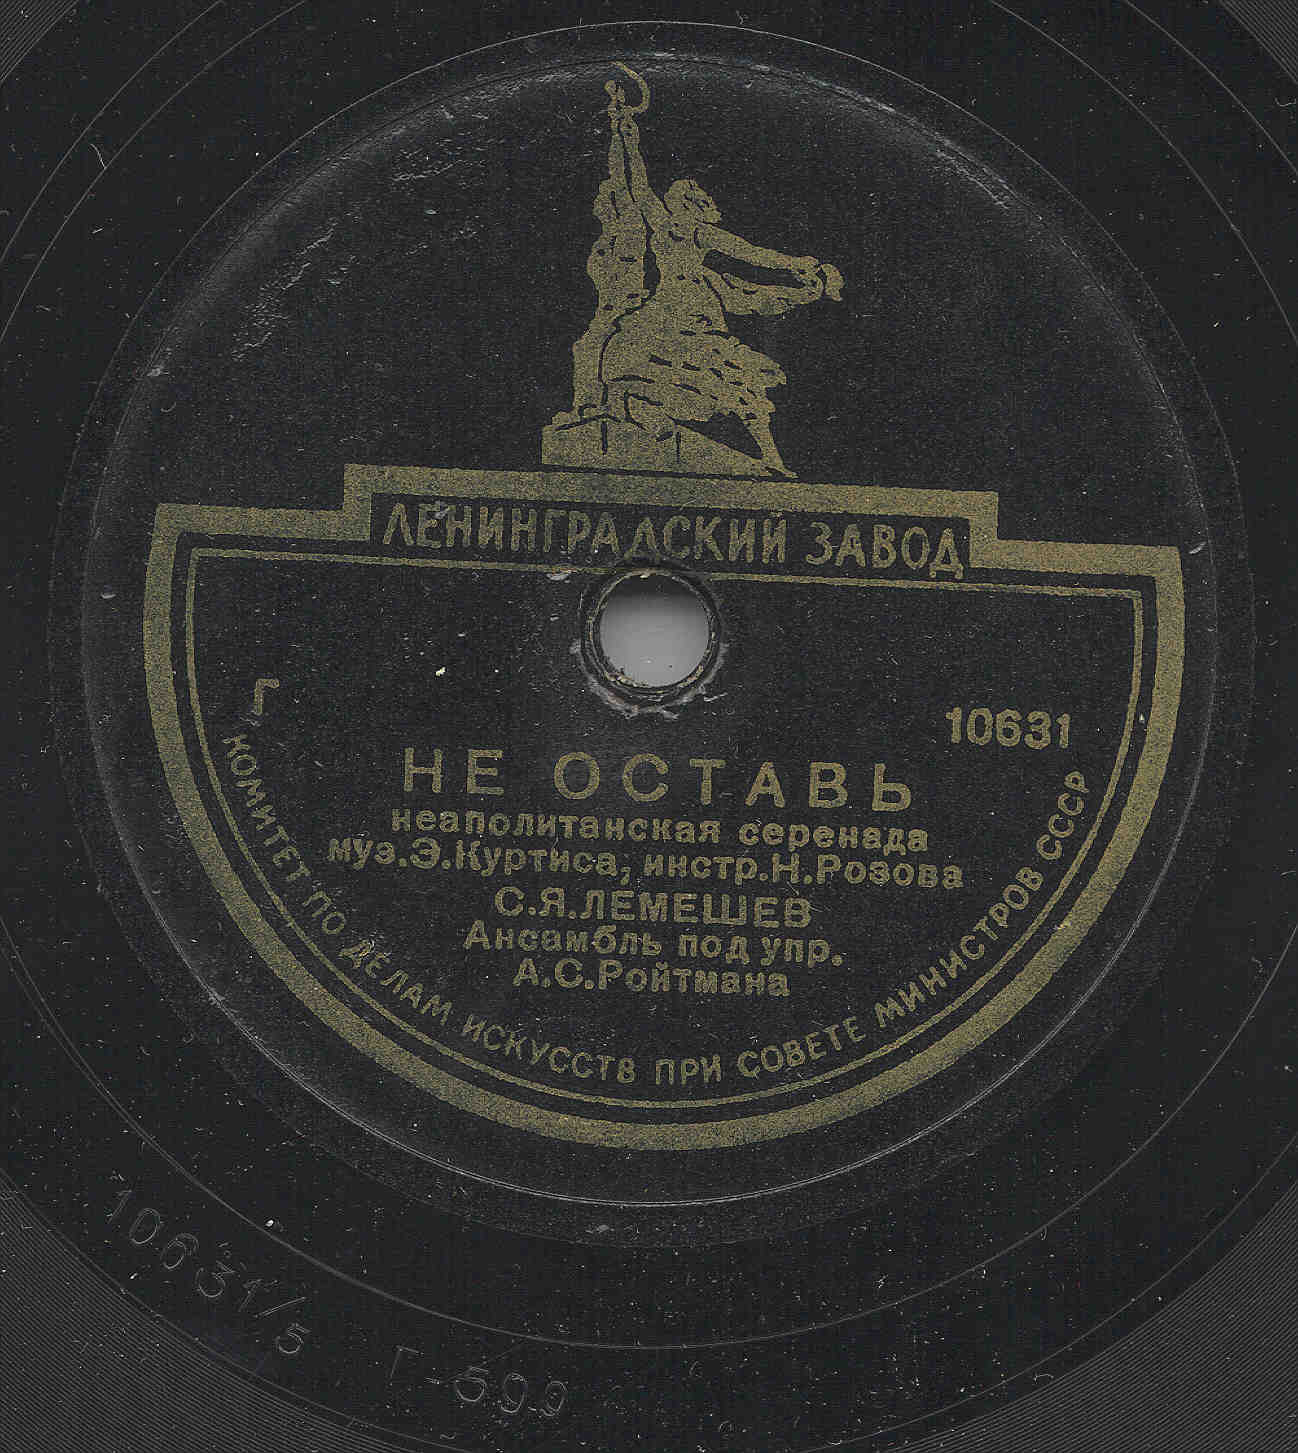 ЛЕНИНГРАДСКИЙ ЗАВОД
Г
10631
НЕ ОСТАВЬ
неаполитанская серенада
муз.Э.Куртиса, инстр.Н.Розова
С.Я.ЛЕМЕШЕВ
Ансамбль под упр.
А.С.Ройтмана
КОМИТЕТ ПО ДЕЛАМ ИСКУССТВ ПРИ СОВЕТЕ МИНИСТРОВ СССР
10631/5 Г-599